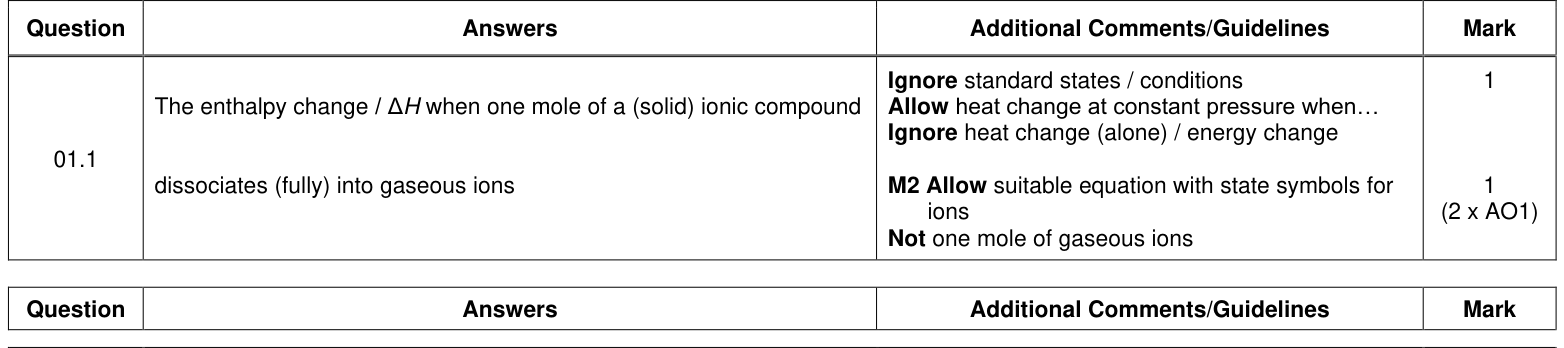 Question Answers Additional Comments/Guidelines Mark
01.1
The enthalpy change / ΔH when one mole of a (solid) ionic compound
dissociates (fully) into gaseous ions
Ignore standard states / conditions
Allow heat change at constant pressure when…
Ignore heat change (alone) / energy change
M2 Allow suitable equation with state symbols for
ions
Not one mole of gaseous ions
1
1
(2 x AO1)
Question Answers Additional Comments/Guidelines Mark